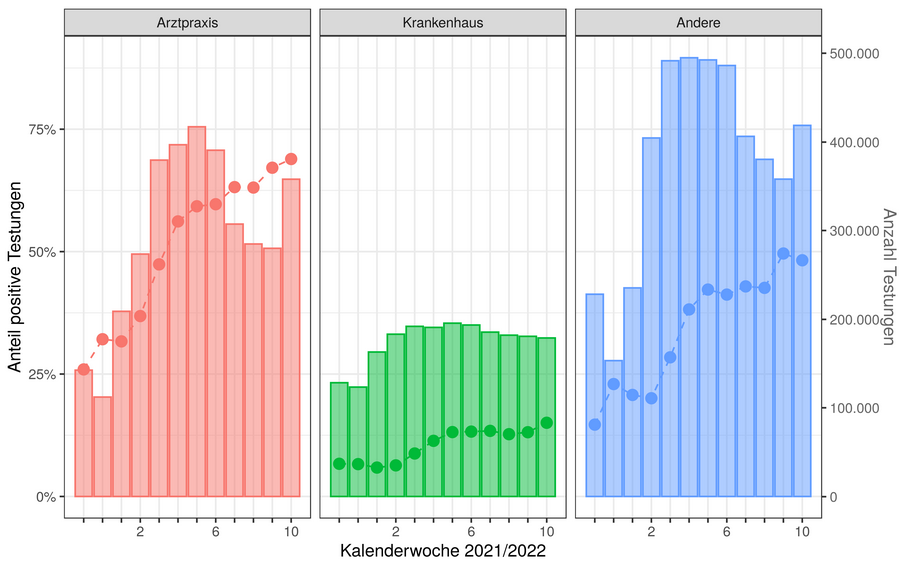 Arztpraxis Krankenhaus Andere
Anteil positive Testungen
75%
50%
25%
0%
500.000
400.000
300.000
200.000
100.000
0
Anzahl Testungen
2 6 10 2 6 10 2 6 10
Kalenderwoche 2021/2022